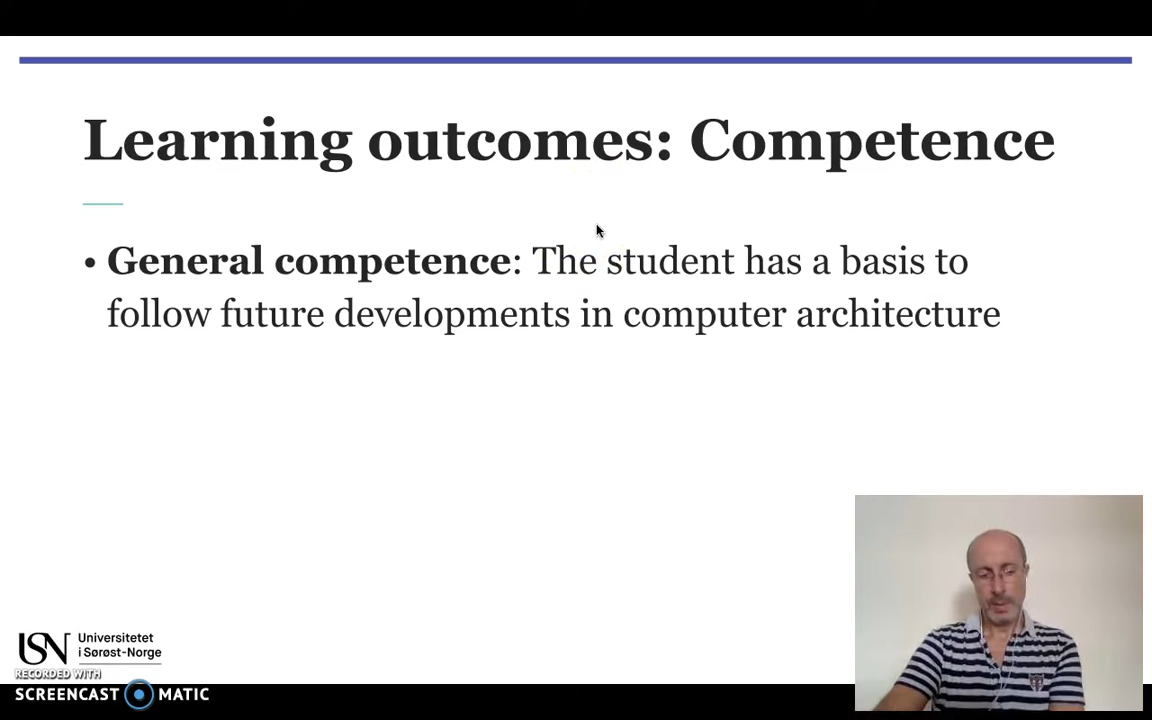 Learning outcomes: Competence
• General competence: The student has a basis to
follow future developments in computer architecture
USN Universitetet
i Sørøst-Norge
RECORDED WITH
SCREENCAST MATIC